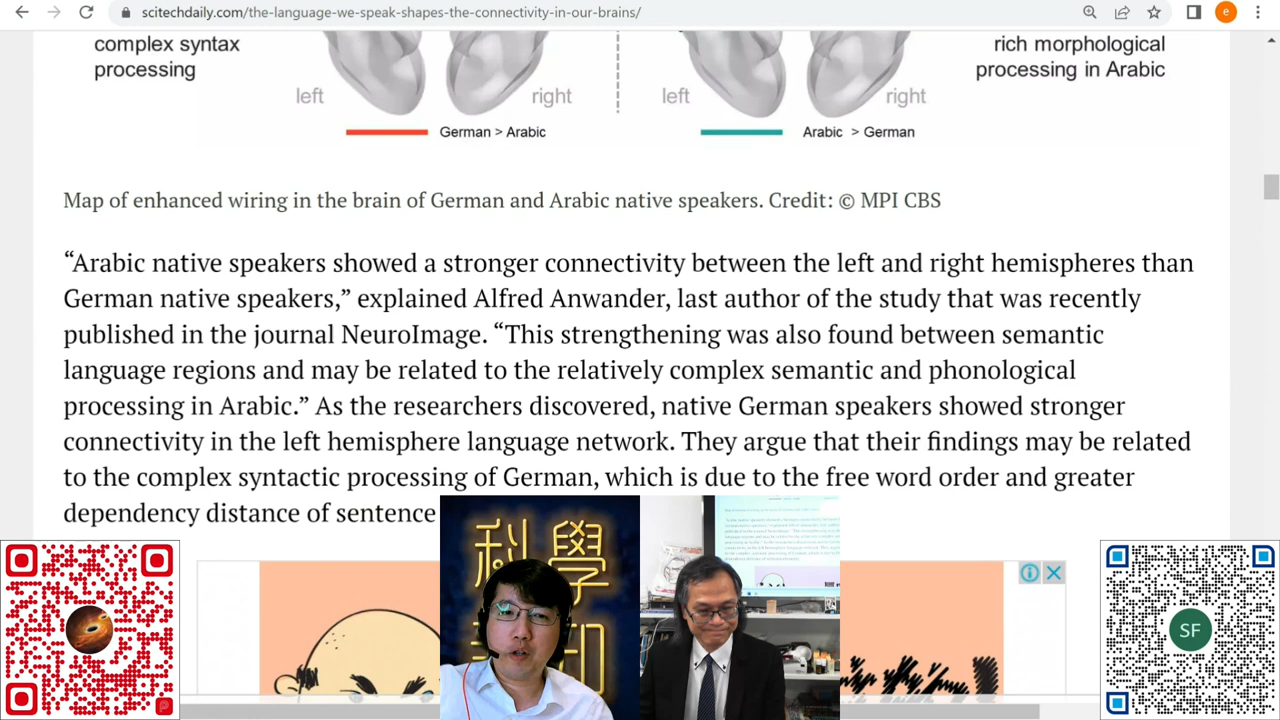 scitechdaily.com/the-language-we-speak-shapes-the-connectivity-in-our-brains/
e
complex syntax
processing
left
right
left
right
rich morphological
processing in Arabic
German > Arabic
Arabic > German
Map of enhanced wiring in the brain of German and Arabic native speakers. Credit: © MPI CBS
“Arabic native speakers showed a stronger connectivity between the left and right hemispheres than
German native speakers,” explained Alfred Anwander, last author of the study that was recently
published in the journal NeuroImage. “This strengthening was also found between semantic
language regions and may be related to the relatively complex semantic and phonological
processing in Arabic.” As the researchers discovered, native German speakers showed stronger
connectivity in the left hemisphere language network. They argue that their findings may be related
to the complex syntactic processing of German, which is due to the free word order and greater
dependency distance of sentence
學
SF